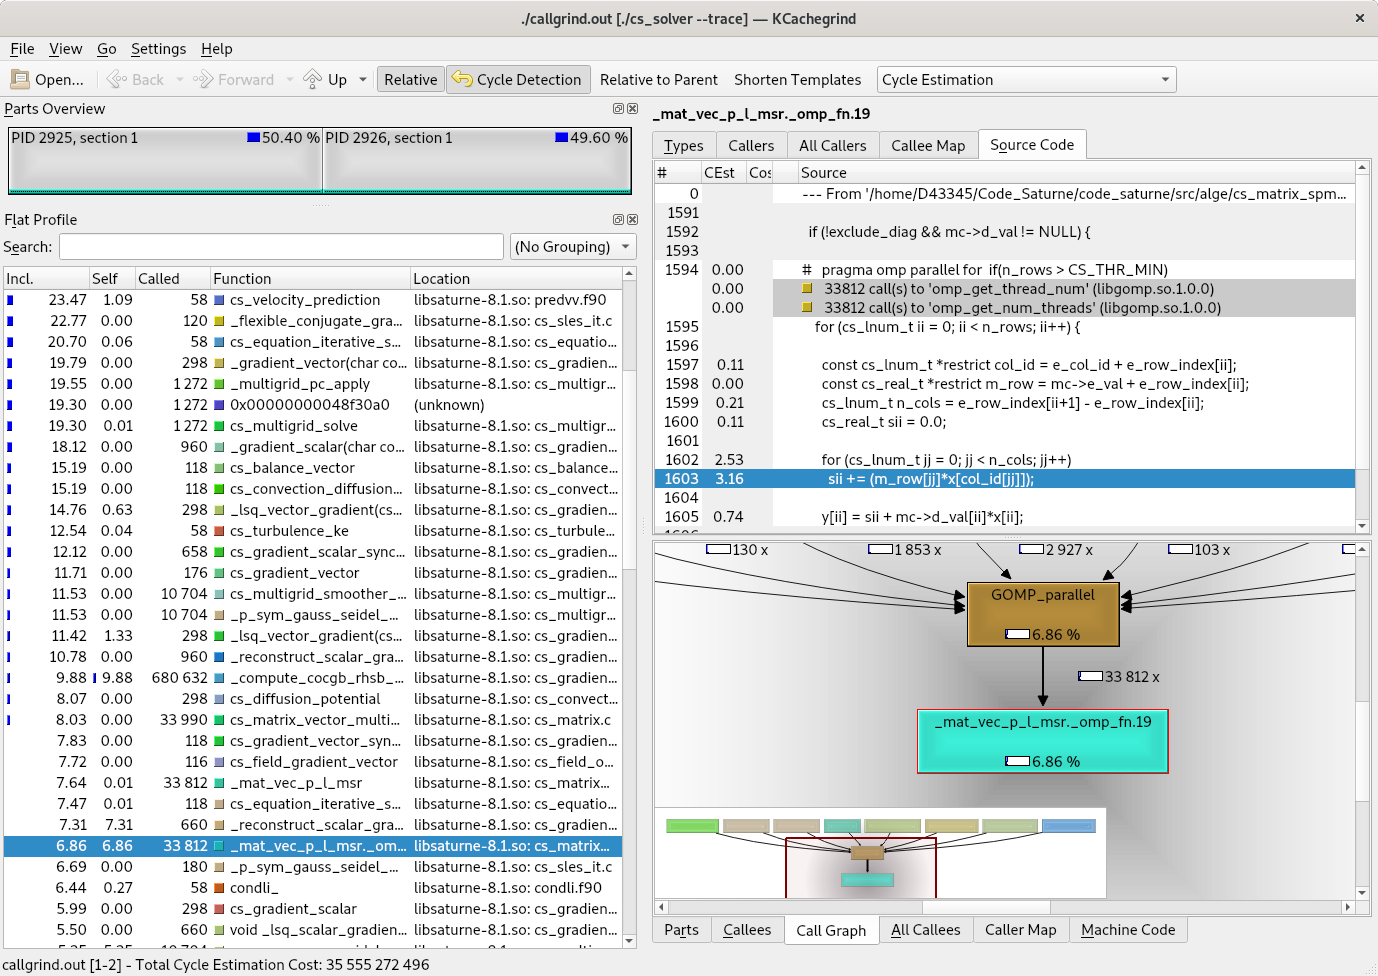 ./callgrind.out [./cs_solver --trace] — KCachegrind
File View Go Settings Help
Open... Back Forward Up Relative Cycle Detection Relative to Parent Shorten Templates Cycle Estimation
Parts Overview
PID 2925, section 1 50.40 % PID 2926, section 1 49.60 %
Flat Profile
Search: (No Grouping)
Incl. Self Called Function Location
23.47 1.09 58 cs_velocity_prediction libsaturne-8.1.so: predvv.f90
22.77 0.00 120 _flexible_conjugate_gra... libsaturne-8.1.so: cs_sles_it.c
20.70 0.06 58 cs_equation_iterative_s... libsaturne-8.1.so: cs_equatio...
19.79 0.00 298 _gradient_vector(char co... libsaturne-8.1.so: cs_gradien...
19.55 0.00 1 272 _multigrid_pc_apply libsaturne-8.1.so: cs_multigr...
19.30 0.00 1 272 0x00000000048f30a0 (unknown)
19.30 0.01 1 272 cs_multigrid_solve libsaturne-8.1.so: cs_multigr...
18.12 0.00 960 _gradient_scalar(char co... libsaturne-8.1.so: cs_gradien...
15.19 0.00 118 cs_balance_vector libsaturne-8.1.so: cs_balance...
15.19 0.00 118 cs_convection_diffusion... libsaturne-8.1.so: cs_convect...
14.76 0.63 298 _lsq_vector_gradient(cs... libsaturne-8.1.so: cs_gradien...
12.54 0.04 58 cs_turbulence_ke libsaturne-8.1.so: cs_turbule...
12.12 0.00 658 cs_gradient_scalar_sync... libsaturne-8.1.so: cs_gradien...
11.71 0.00 176 cs_gradient_vector libsaturne-8.1.so: cs_gradien...
11.53 0.00 10 704 cs_multigrid_smoother_... libsaturne-8.1.so: cs_multigr...
11.53 0.00 10 704 _p_sym_gauss_seidel_... libsaturne-8.1.so: cs_multigr...
11.42 1.33 298 _lsq_vector_gradient(cs... libsaturne-8.1.so: cs_gradien...
10.78 0.00 960 _reconstruct_scalar_gra... libsaturne-8.1.so: cs_gradien...
9.88 9.88 680 632 _compute_cocgb_rhsb_... libsaturne-8.1.so: cs_gradien...
8.07 0.00 298 cs_diffusion_potential libsaturne-8.1.so: cs_convect...
8.03 0.00 33 990 cs_matrix_vector_multi... libsaturne-8.1.so: cs_matrix.c
7.83 0.00 118 cs_gradient_vector_syn... libsaturne-8.1.so: cs_gradien...
7.72 0.00 116 cs_field_gradient_vector libsaturne-8.1.so: cs_field_o...
7.64 0.01 33 812 _mat_vec_p_l_msr libsaturne-8.1.so: cs_matrix...
7.47 0.01 118 cs_equation_iterative_s... libsaturne-8.1.so: cs_equatio...
7.31 7.31 660 _reconstruct_scalar_gra... libsaturne-8.1.so: cs_gradien...
6.86 6.86 33 812 _mat_vec_p_l_msr._om... libsaturne-8.1.so: cs_matrix...
6.69 0.00 180 _p_sym_gauss_seidel_... libsaturne-8.1.so: cs_sles_it.c
6.44 0.27 58 condli_ libsaturne-8.1.so: condli.f90
5.99 0.00 298 cs_gradient_scalar libsaturne-8.1.so: cs_gradien...
5.50 0.00 660 void _lsq_scalar_gradien... libsaturne-8.1.so: cs_gradien...
callgrind.out [1-2] - Total Cycle Estimation Cost: 35 555 272 496
_mat_vec_p_l_msr._omp_fn.19
Types Callers All Callers Callee Map Source Code
# CEst Cos Source
0 --- From '/home/D43345/Code_Saturne/code_saturne/src/alge/cs_matrix_spm...
1591
1592 if (!exclude_diag && mc->d_val != NULL) {
1593
1594 0.00 # pragma omp parallel for if(n_rows > CS_THR_MIN)
0.00 33812 call(s) to 'omp_get_thread_num' (libgomp.so.1.0.0)
0.00 33812 call(s) to 'omp_get_num_threads' (libgomp.so.1.0.0)
1595 for (cs_lnum_t ii = 0; ii < n_rows; ii++) {
1596
1597 0.11 const cs_lnum_t *restrict col_id = e_col_id + e_row_index[ii];
1598 0.00 const cs_real_t *restrict m_row = mc->e_val + e_row_index[ii];
1599 0.21 cs_lnum_t n_cols = e_row_index[ii+1] - e_row_index[ii];
1600 0.11 cs_real_t sii = 0.0;
1601
1602 2.53 for (cs_lnum_t jj = 0; jj < n_cols; jj++)
1603 3.16 sii += (m_row[jj]*x[col_id[jj]]);
1604
1605 0.74 y[ii] = sii + mc->d_val[ii]*x[ii];
130 x 1 853 x 2 927 x 103 x
GOMP_parallel
6.86 %
33 812 x
_mat_vec_p_l_msr._omp_fn.19
6.86 %
Parts Callees Call Graph All Callees Caller Map Machine Code